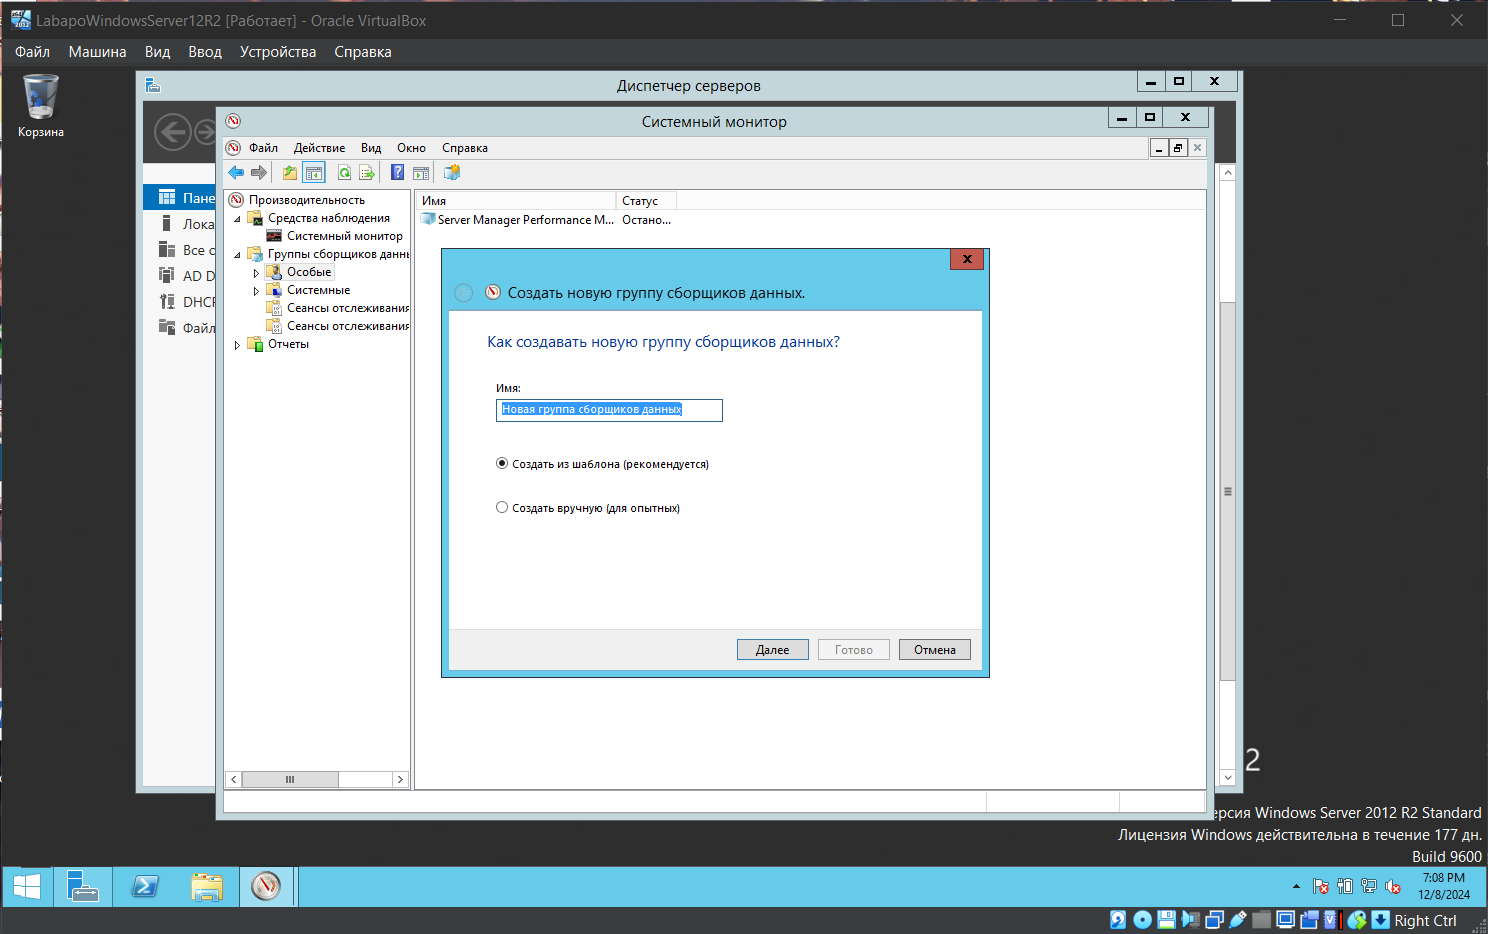 LabapoWindowsServer12R2 [Работает] - Oracle VirtualBox
Файл Машина Вид Ввод Устройства Справка
Корзина
Диспетчер серверов
Системный монитор
Файл Действие Вид Окно Справка
Пане
Лока
Все с
AD D
DHCP
Файл
Производительность
Средства наблюдения
Системный монитор
Группы сборщиков данны
Особые
Системные
Сеансы отслеживания
Сеансы отслеживания
Отчеты
Имя Статус
Server Manager Performance M... Остано...
Создать новую группу сборщиков данных.
Как создавать новую группу сборщиков данных?
Имя:
Новая группа сборщиков данных
Создать из шаблона (рекомендуется)
Создать вручную (для опытных)
Далее Готово Отмена
2
ерсия Windows Server 2012 R2 Standard
Лицензия Windows действительна в течение 177 дн.
Build 9600
7:08 PM
12/8/2024
Right Ctrl